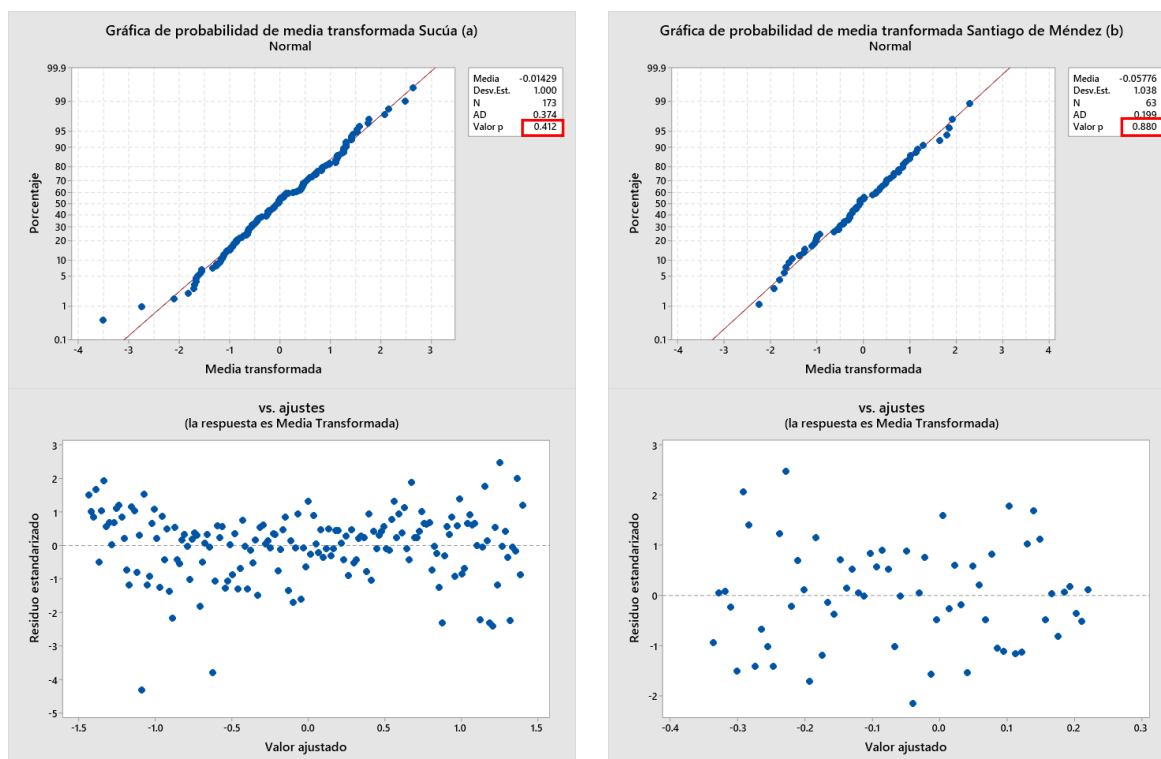 Gráfica de probabilidad de media transformada Sucúa (a)
Normal
99.9
99
95
90
80
70
60
50
40
30
20
10
5
1
0.1
Porcentaje
-4 -3 -2 -1 0 1 2 3
Media transformada
Media -0.01429
Desv.Est. 1.000
N 173
AD 0.374
Valor p 0.412
Gráfica de probabilidad de media tranformada Santiago de Méndez (b)
Normal
99.9
99
95
90
80
70
60
50
40
30
20
10
5
1
0.1
Porcentaje
-4 -3 -2 -1 0 1 2 3 4
Media transformada
Media -0.05776
Desv.Est. 1.038
N 63
AD 0.199
Valor p 0.880
vs. ajustes
(la respuesta es Media Transformada)
3
2
1
0
-1
-2
-3
-4
-5
Residuo estandarizado
-1.5 -1.0 -0.5 0.0 0.5 1.0 1.5
Valor ajustado
vs. ajustes
(la respuesta es Media Transformada)
3
2
1
0
-1
-2
Residuo estandarizado
-0.4 -0.3 -0.2 -0.1 0.0 0.1 0.2 0.3
Valor ajustado